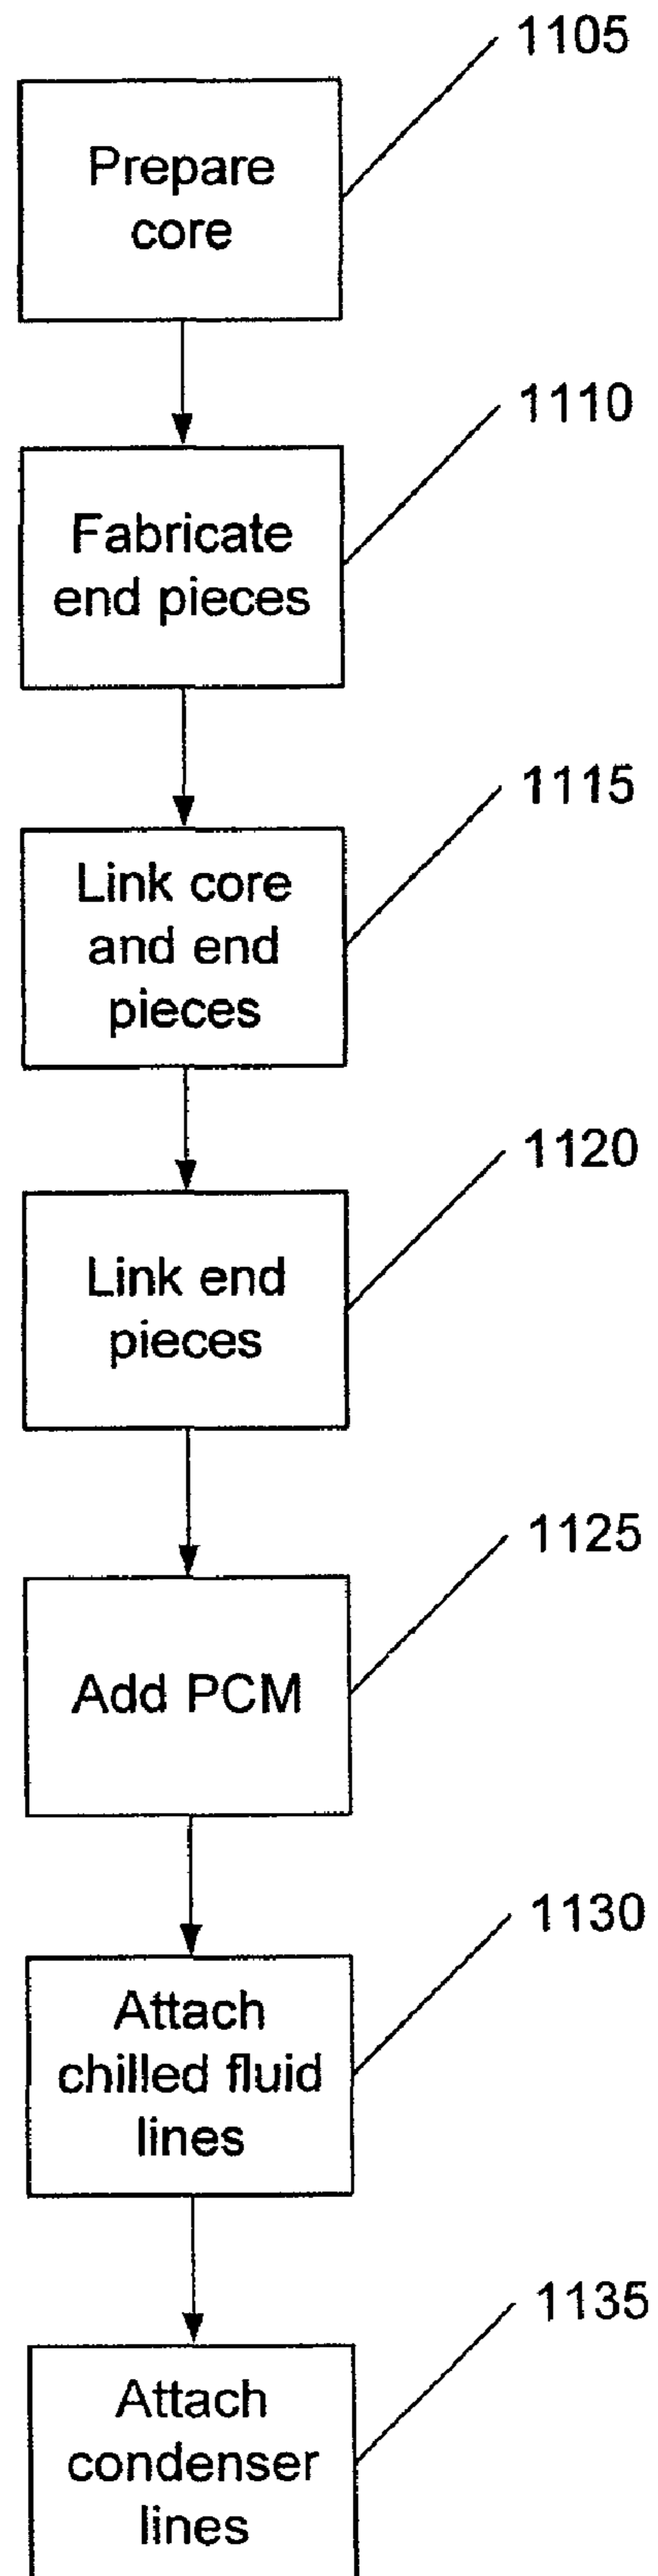 1105
Prepare
core
1110
Fabricate
end pieces
1115
Link core
and end
pieces
1120
Link end
pieces
1125
Add PCM
1130
Attach
chilled fluid
lines
1135
Attach
condenser
lines